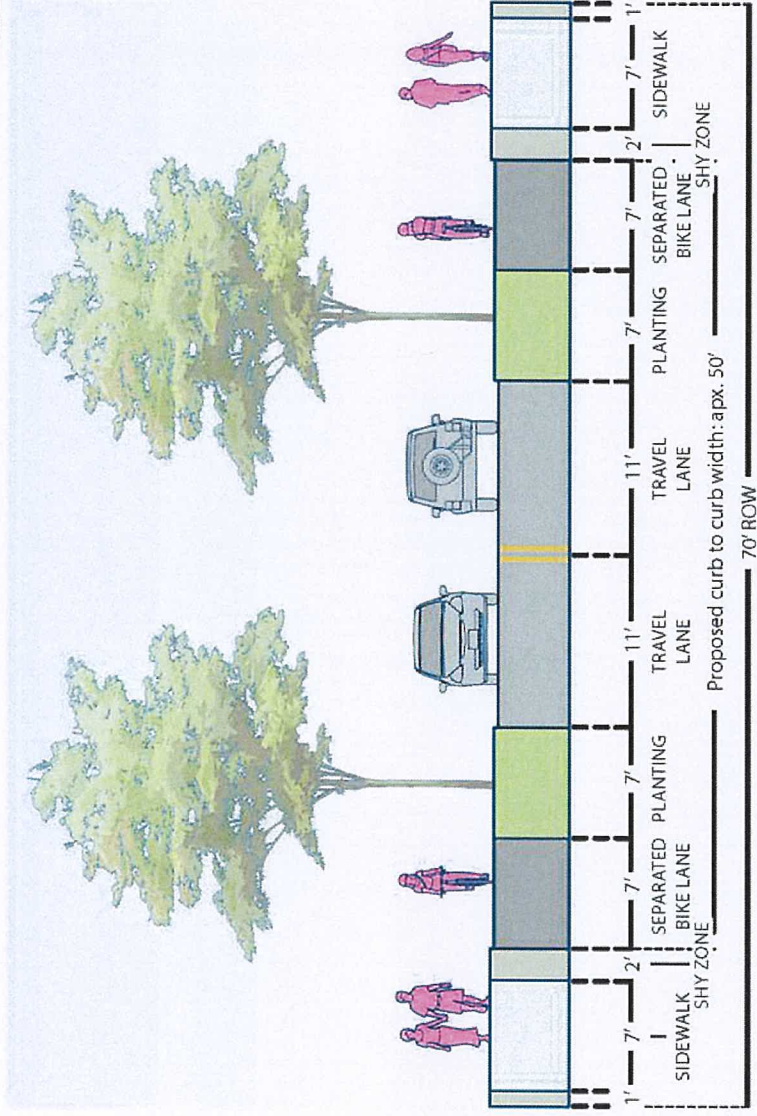 1' 7' 2' 7' 7' 11' 11' 7' 7' 2' 7' 1'
SIDEWALK
SHY ZONE
SEPARATED
BIKE LANE
PLANTING
TRAVEL
LANE
TRAVEL
LANE
PLANTING
SEPARATED
BIKE LANE
SHY ZONE
SIDEWALK
Proposed curb to curb width: apx. 50'
70' ROW